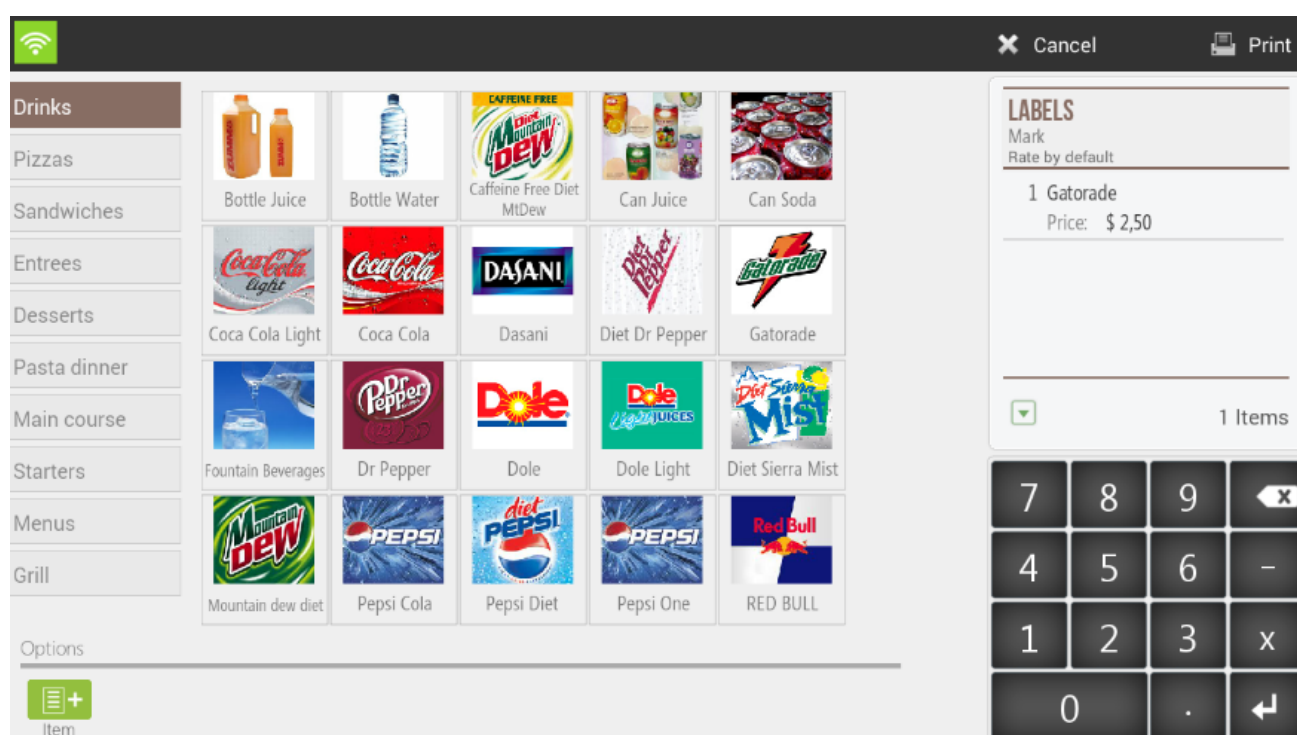 Cancel
Print
Drinks
Pizzas
Sandwiches
Entrees
Desserts
Pasta dinner
Main course
Starters
Menus
Grill
ZUMMO
ZUMMO
CAFFEINE FREE
Diet
Mountain
DEW
Bottle Juice
Bottle Water
Caffeine Free Diet
MtDew
Can Juice
Can Soda
Coca-Cola
light
Coca-Cola
DASANI
Diet
Dr
Pepper
Gatorade
Coca Cola Light
Coca Cola
Dasani
Diet Dr Pepper
Gatorade
Dr
Pepper
23
Dole
Dole
Light JUICES
Diet Sierra
Mist
Fountain Beverages
Dr Pepper
Dole
Dole Light
Diet Sierra Mist
Mountain
DEW
PEPSI
diet
PEPSI
PEPSI
Red Bull
Mountain dew diet
Pepsi Cola
Pepsi Diet
Pepsi One
RED BULL
Options
Item
LABELS
Mark
Rate by default
1 Gatorade
Price: $ 2,50
1 Items
7 8 9 x
4 5 6 -
1 2 3 x
0 .